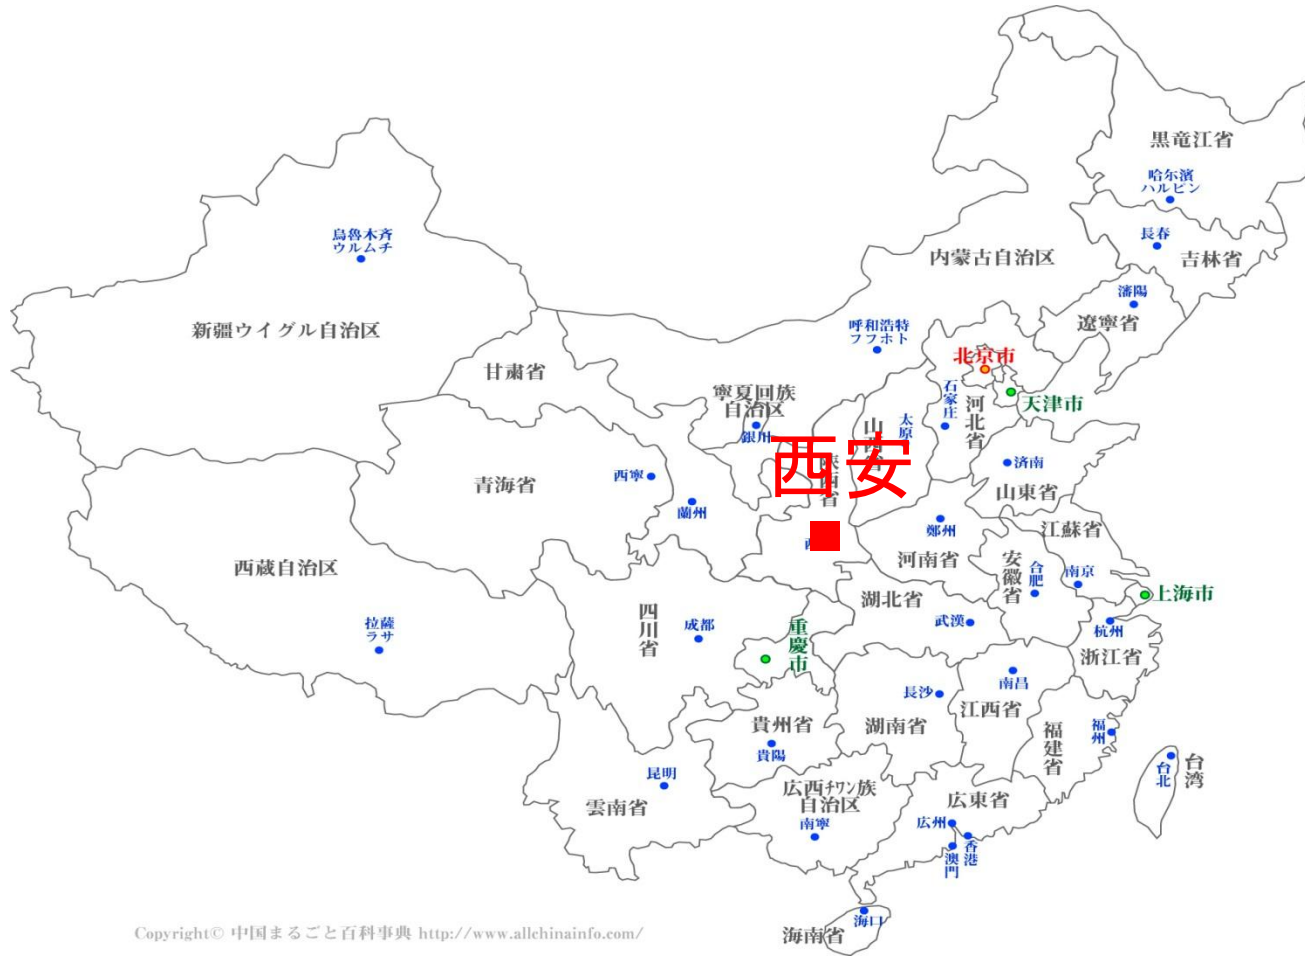 黒竜江省
哈尔濱
ハルビン
長春
吉林省
烏魯木斉
ウルムチ
内蒙古自治区
瀋陽
遼寧省
新疆ウイグル自治区
呼和浩特
フフホト
北京市
甘粛省
寧夏回族
自治区
石家庄
河北省
天津市
銀川
山西省
太原
西安
陝西省
済南
山東省
青海省
西寧
蘭州
鄭州
河南省
江蘇省
安徽省
合肥
南京
上海市
西蔵自治区
湖北省
武漢
杭州
浙江省
拉薩
ラサ
四川省
成都
重慶市
南昌
江西省
長沙
湖南省
貴州省
貴陽
福建省
福州
台北
台湾
昆明
雲南省
広西チワン族
自治区
南寧
広東省
広州
香港
澳門
海口
海南省
Copyright© 中国まるごと百科事典 http://www.allchinainfo.com/